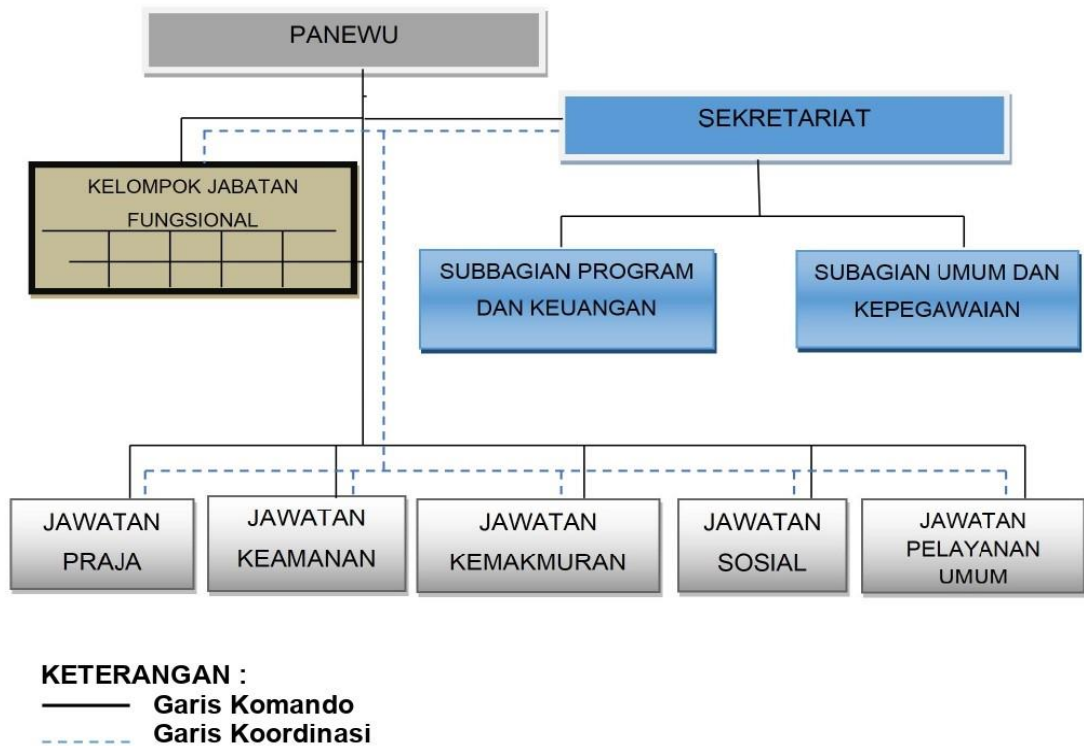 PANEWU
SEKRETARIAT
KELOMPOK JABATAN
FUNGSIONAL
SUBBAGIAN PROGRAM
DAN KEUANGAN
SUBAGIAN UMUM DAN
KEPEGAWAIAN
JAWATAN
PRAJA
JAWATAN
KEAMANAN
JAWATAN
KEMAKMURAN
JAWATAN
SOSIAL
JAWATAN
PELAYANAN
UMUM
KETERANGAN :
Garis Komando
Garis Koordinasi